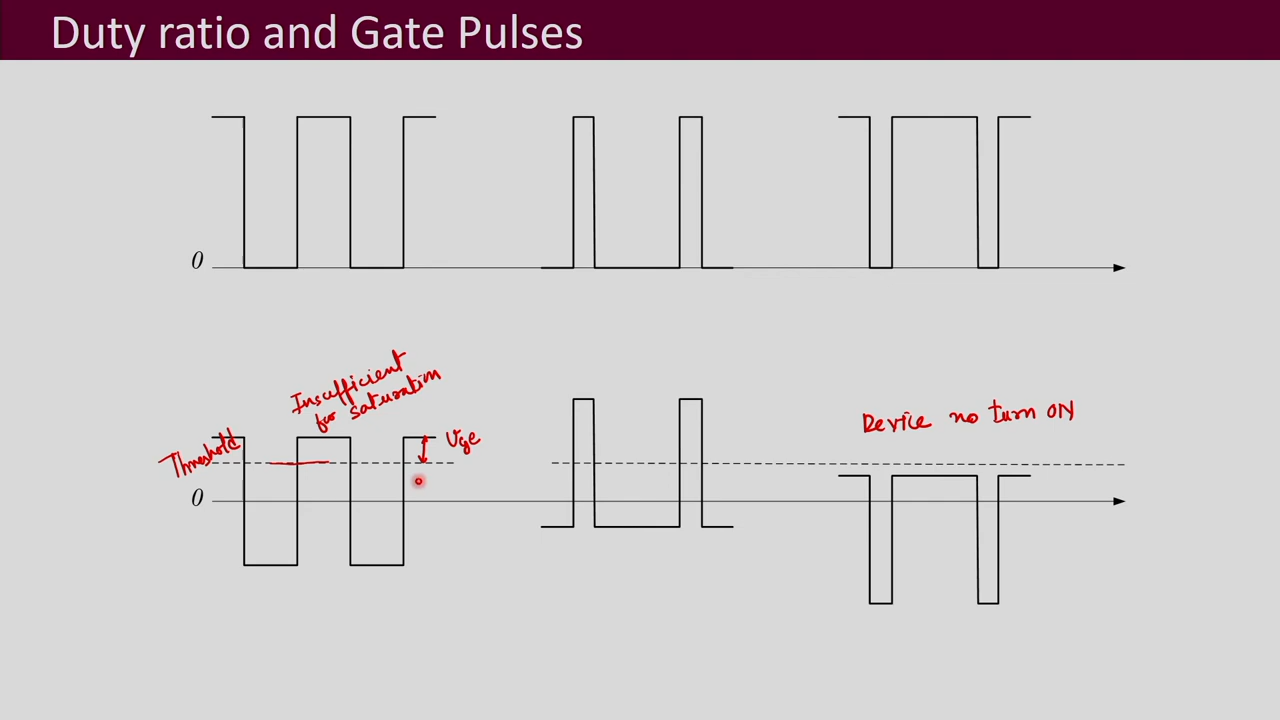 Duty ratio and Gate Pulses
0
Insufficient
for saturation
Threshold
Vge
Device no turn ON
0